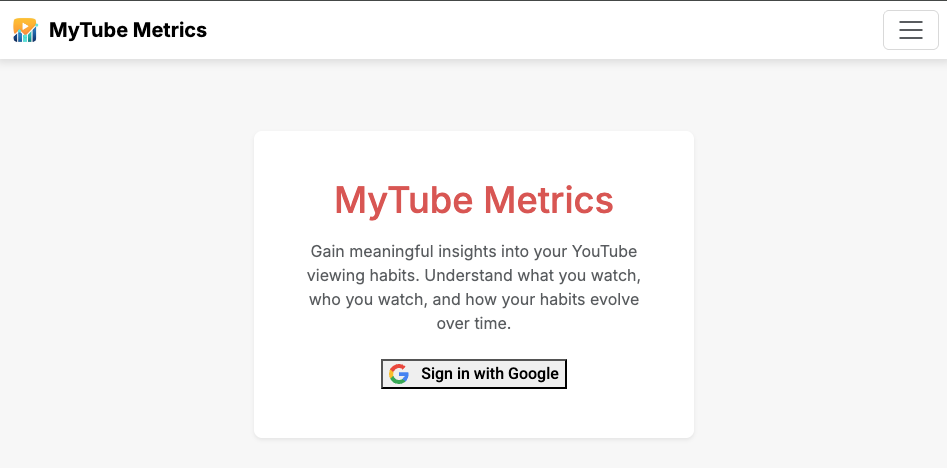 MyTube Metrics
MyTube Metrics
Gain meaningful insights into your YouTube
viewing habits. Understand what you watch,
who you watch, and how your habits evolve
over time.
Sign in with Google